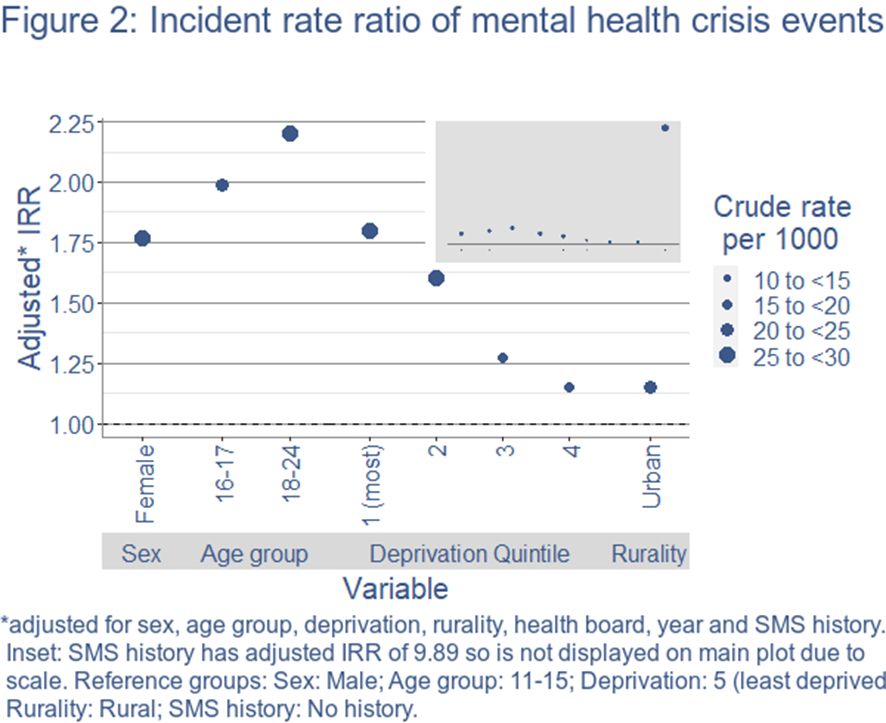 Figure 2: Incident rate ratio of mental health crisis events
Adjusted* IRR
2.25
2.00
1.75
1.50
1.25
1.00
Female
16-17
18-24
1 (most)
2
3
4
Urban
Sex Age group Deprivation Quintile Rurality
Variable
Crude rate
per 1000
10 to <15
15 to <20
20 to <25
25 to <30
*adjusted for sex, age group, deprivation, rurality, health board, year and SMS history.
Inset: SMS history has adjusted IRR of 9.89 so is not displayed on main plot due to
scale. Reference groups: Sex: Male; Age group: 11-15; Deprivation: 5 (least deprived
Rurality: Rural; SMS history: No history.